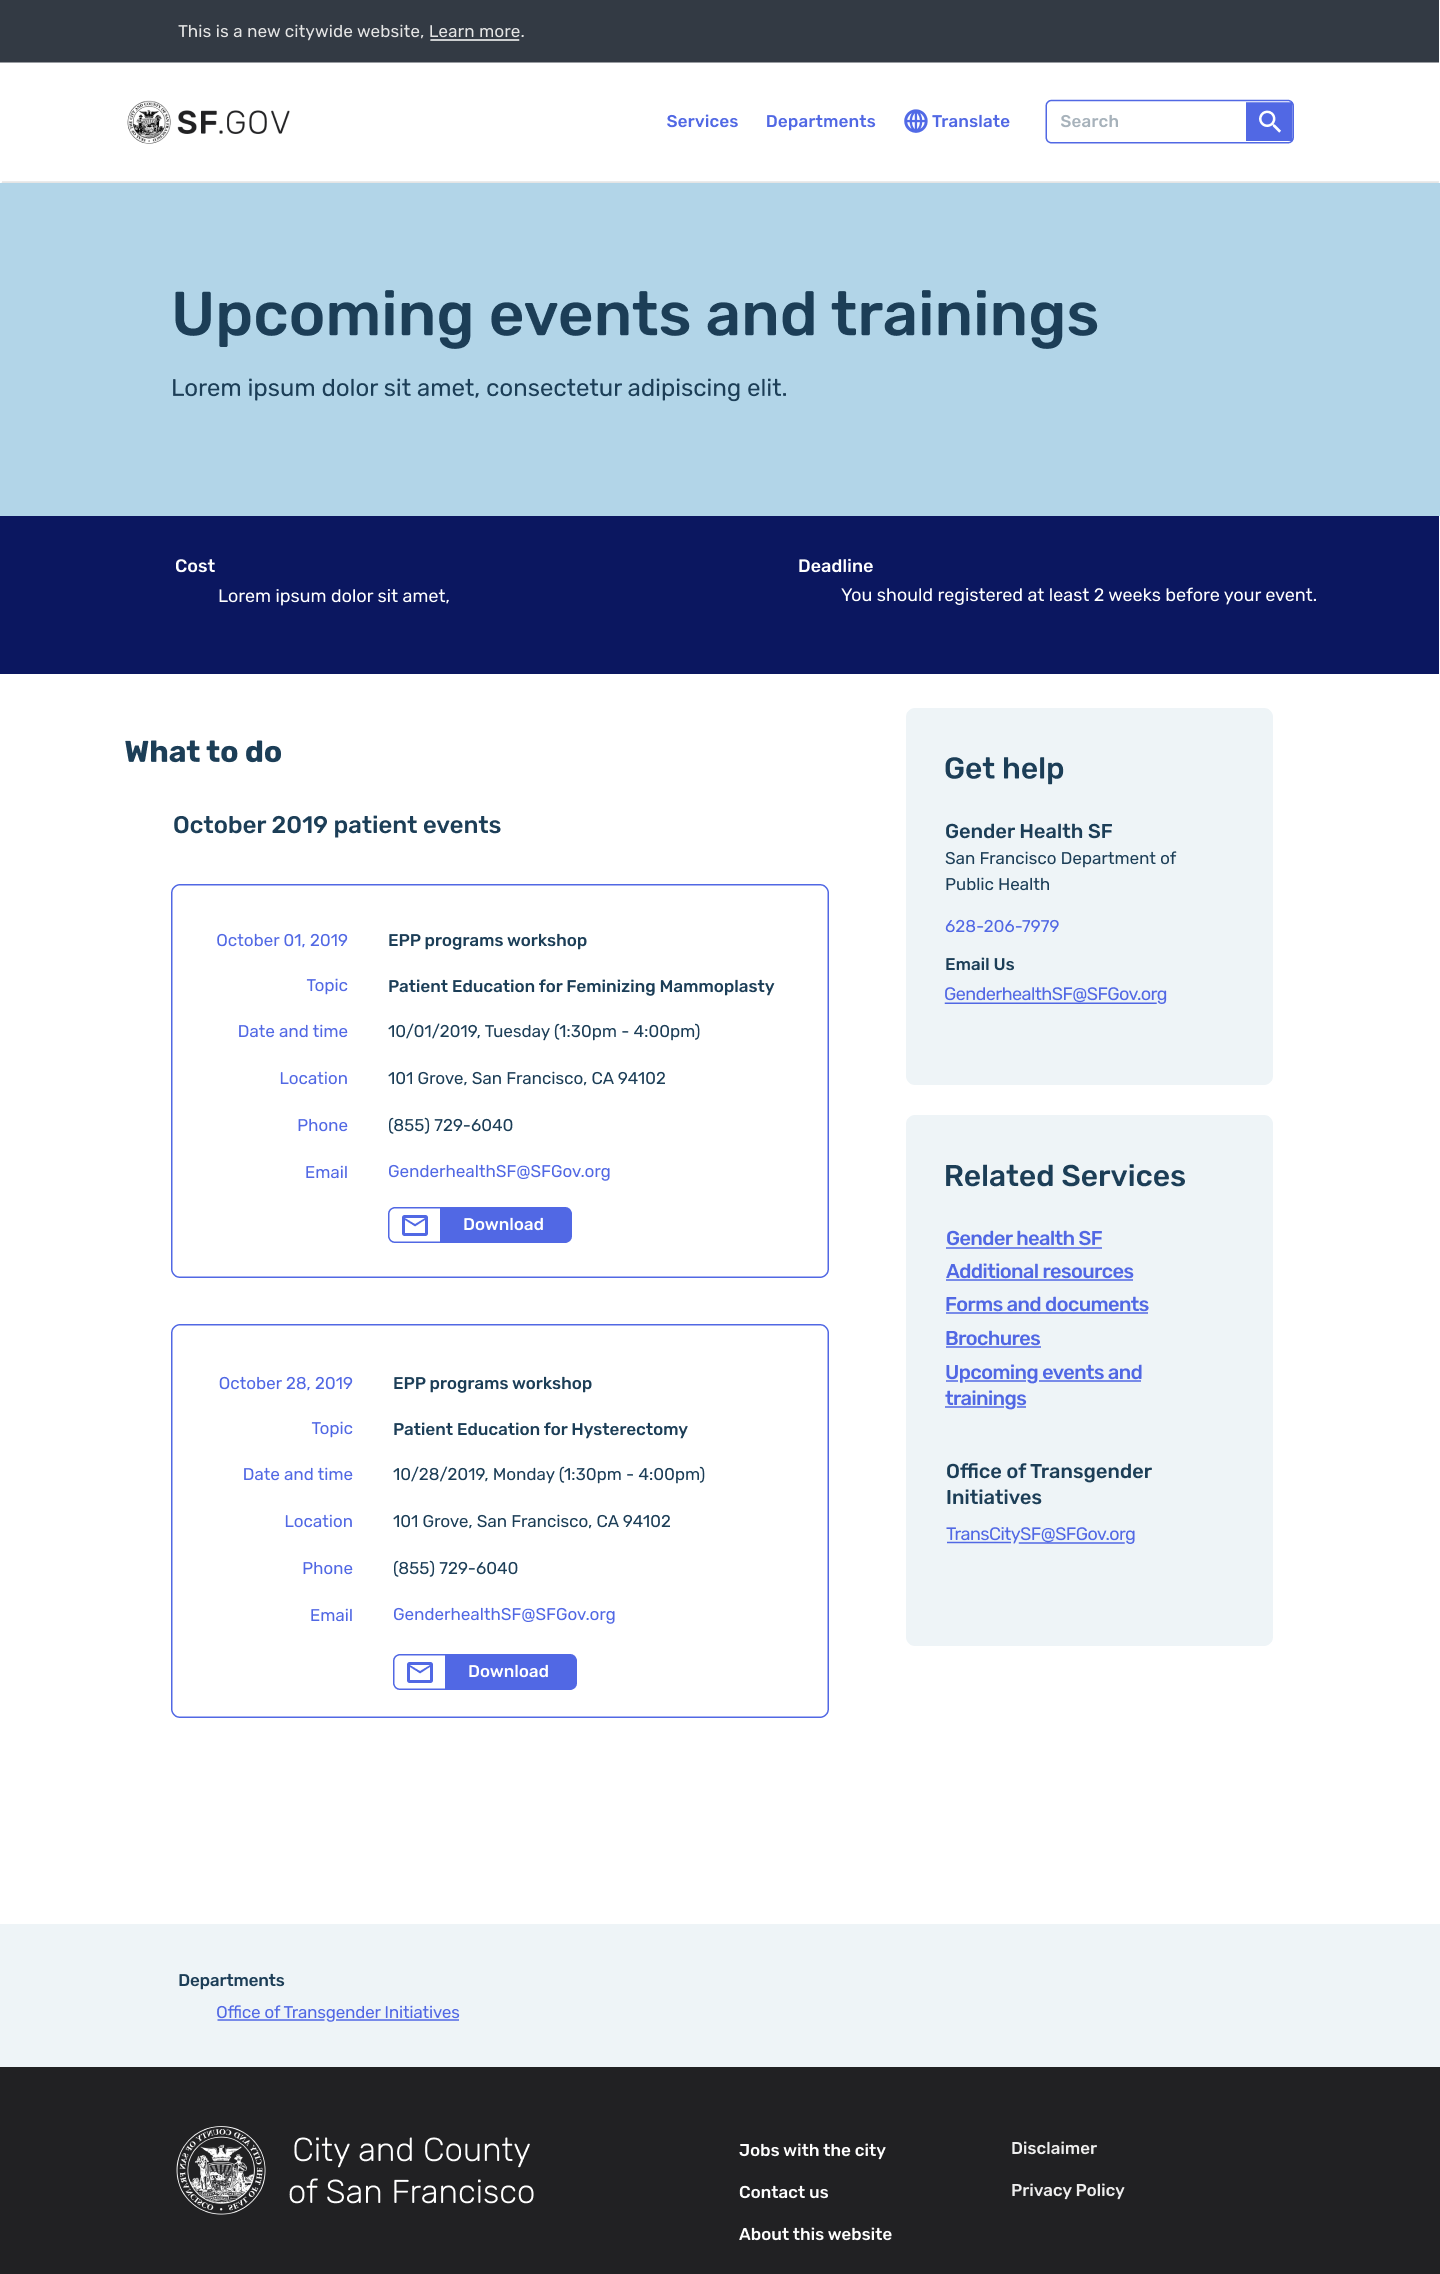 This is a new citywide website, Learn more.
SF.GOV
Services
Departments
Translate
Search
Upcoming events and trainings
Lorem ipsum dolor sit amet, consectetur adipiscing elit.
Cost
Lorem ipsum dolor sit amet,
Deadline
You should registered at least 2 weeks before your event.
What to do
October 2019 patient events
October 01, 2019 EPP programs workshop
Topic Patient Education for Feminizing Mammoplasty
Date and time 10/01/2019, Tuesday (1:30pm - 4:00pm)
Location 101 Grove, San Francisco, CA 94102
Phone (855) 729-6040
Email GenderhealthSF@SFGov.org
Download
October 28, 2019 EPP programs workshop
Topic Patient Education for Hysterectomy
Date and time 10/28/2019, Monday (1:30pm - 4:00pm)
Location 101 Grove, San Francisco, CA 94102
Phone (855) 729-6040
Email GenderhealthSF@SFGov.org
Download
Get help
Gender Health SF
San Francisco Department of
Public Health
628-206-7979
Email Us
GenderhealthSF@SFGov.org
Related Services
Gender health SF
Additional resources
Forms and documents
Brochures
Upcoming events and
trainings
Office of Transgender
Initiatives
TransCitySF@SFGov.org
Departments
Office of Transgender Initiatives
City and County
of San Francisco
Jobs with the city
Contact us
About this website
Disclaimer
Privacy Policy